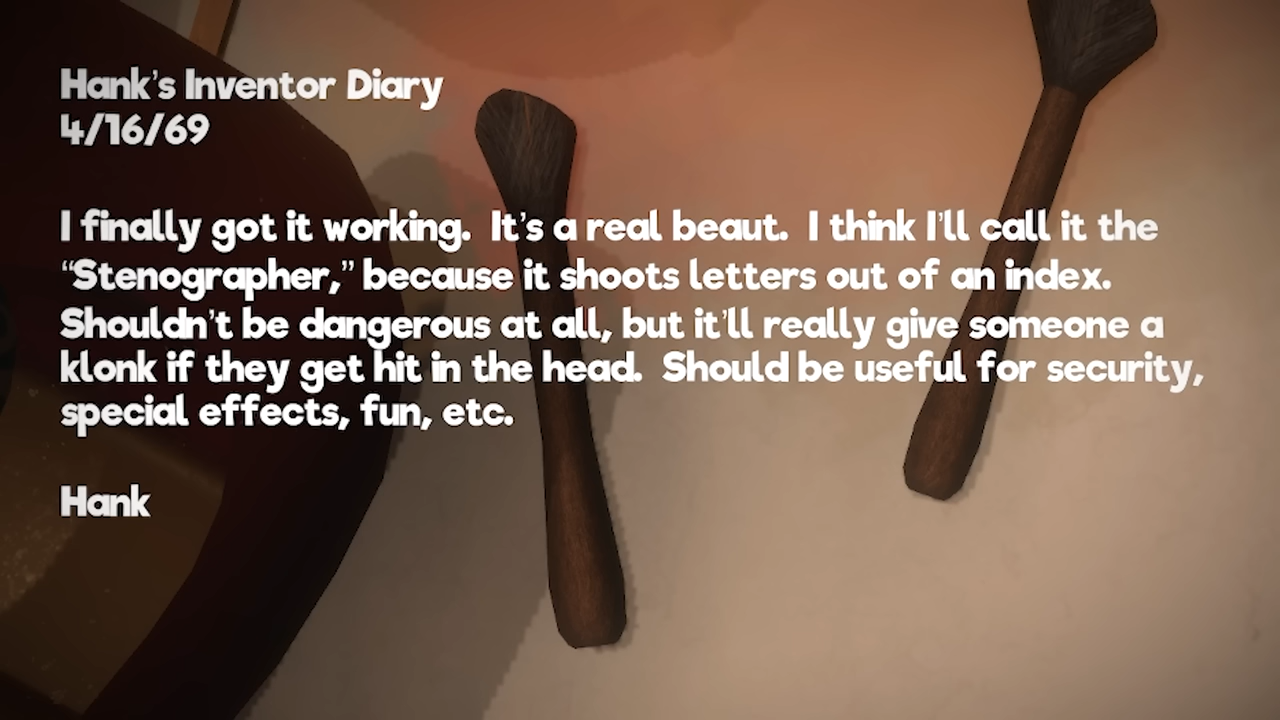 Hank's Inventor Diary
4/16/69
I finally got it working.  It's a real beaut.  I think I'll call it the
“Stenographer,” because it shoots letters out of an index.
Shouldn't be dangerous at all, but it'll really give someone a
klonk if they get hit in the head.  Should be useful for security,
special effects, fun, etc.
Hank